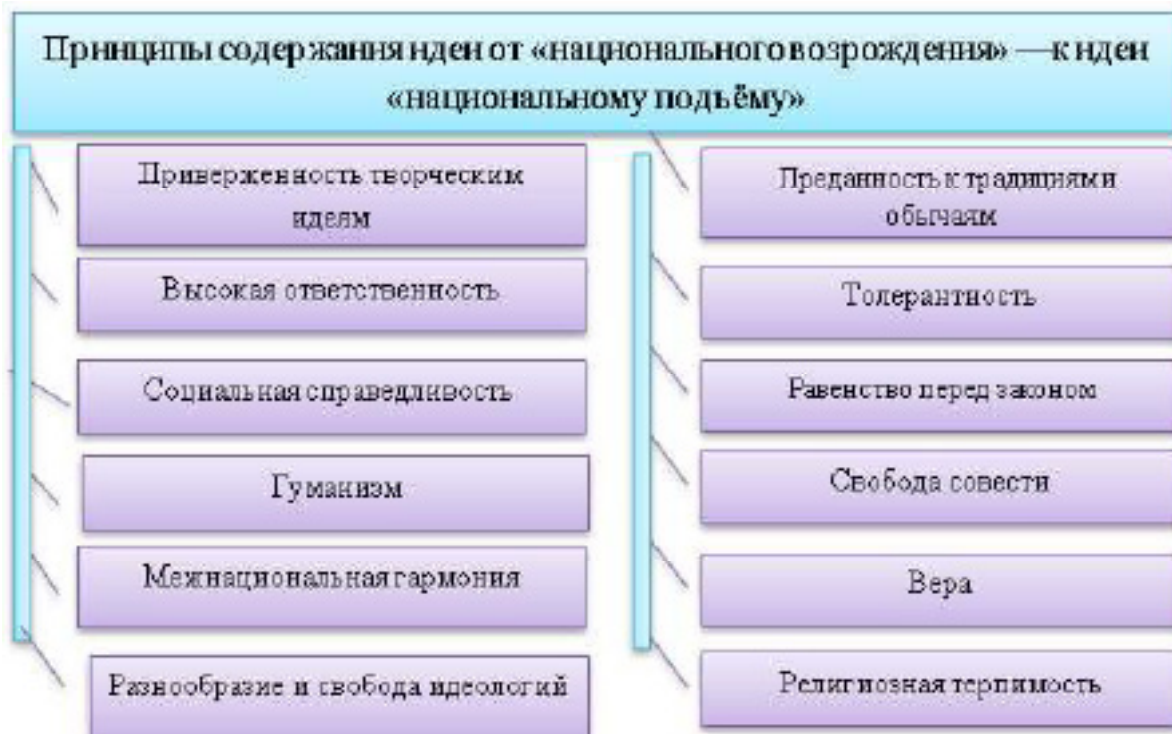 Принципы содержания идеи от «национального возрождения» —к идеи
«национальному подъёму»
Приверженность творческим
идеям
Высокая ответственность
Социальная справедливость
Гуманизм
Межнациональная гармония
Разнообразие и свобода идеологий
Преданность к традициям и
обычаям
Толерантность
Равенство перед законом
Свобода совести
Вера
Религиозная терпимость